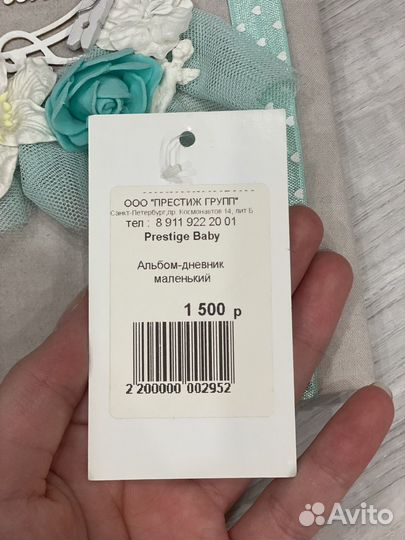 ООО "ПРЕСТИЖ ГРУПП"
Санкт-Петербург,пр. Космонавтов 14, лит Б
тел : 8 911 922 20 01
Prestige Baby
Альбом-дневник
маленький
1 500 р
2 200000 002952
Avito